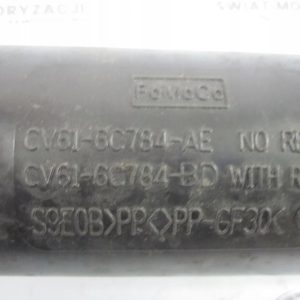 FoMoCo
CV61-6C784-AE NO
CV61-6C784-BD WITH
S9E0B>PP<>PP-GF30<